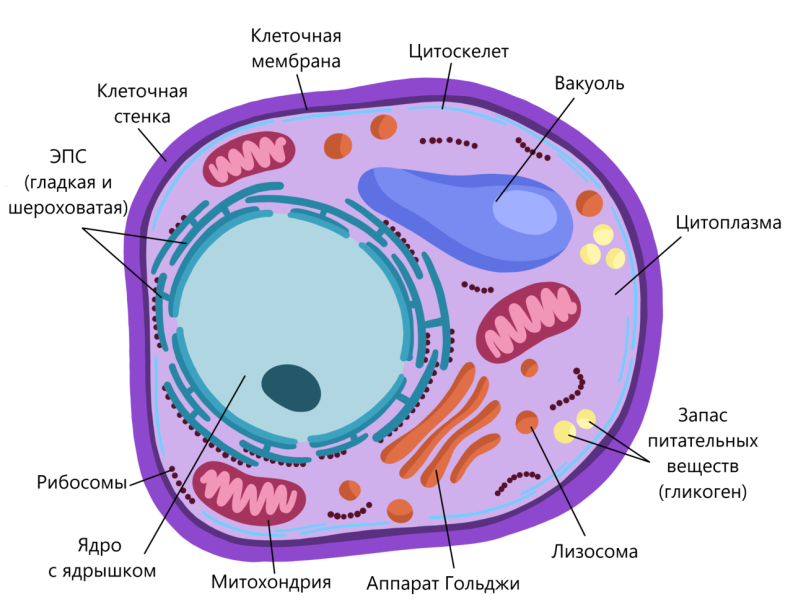 Клеточная
мембрана
Цитоскелет
Вакуоль
Клеточная
стенка
ЭПС
(гладкая и
шероховатая)
Цитоплазма
Запас
питательных
веществ
(гликоген)
Рибосомы
Ядро
с ядрышком
Митохондрия
Аппарат Гольджи
Лизосома